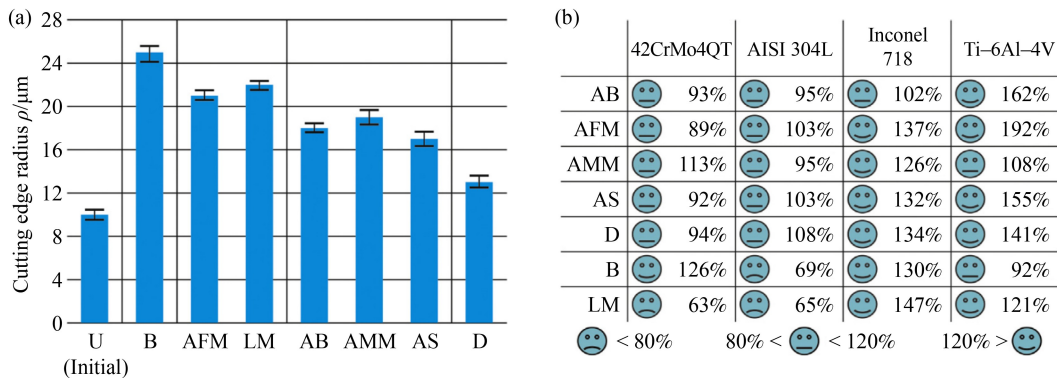 (a)
28
24
20
16
12
8
4
0
Cutting edge radius ρ/μm
U B AFM LM AB AMM AS D
(Initial)
(b)
42CrMo4QT AISI 304L Inconel 718 Ti–6Al–4V
AB 93% 95% 102% 162%
AFM 89% 103% 137% 192%
AMM 113% 95% 126% 108%
AS 92% 103% 132% 155%
D 94% 108% 134% 141%
B 126% 69% 130% 92%
LM 63% 65% 147% 121%
< 80% 80% < < 120% 120% >